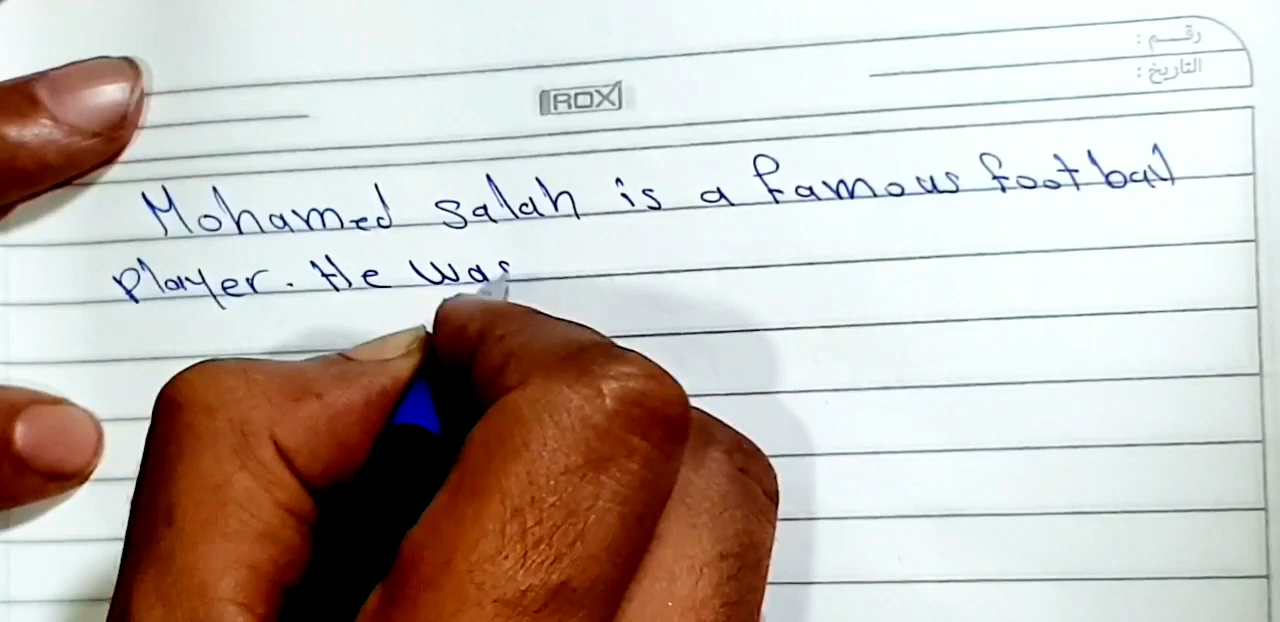 رقم :
التاريخ :
ROX
Mohamed salah is a famous football
player. He was